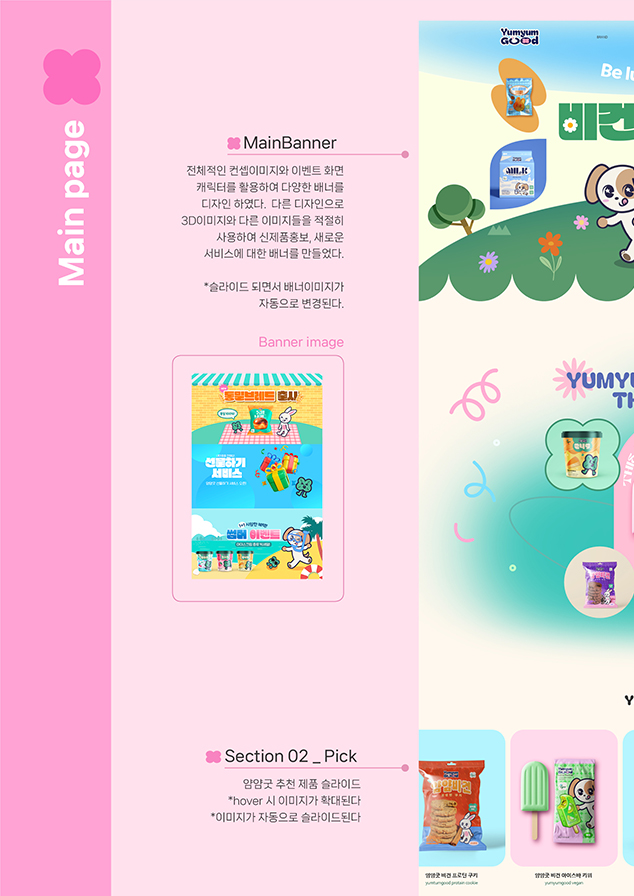 Main page
MainBanner
전체적인 컨셉이미지와 이벤트 화면
캐릭터를 활용하여 다양한 배너를
디자인 하였다. 다른 디자인으로
3D이미지와 다른 이미지들을 적절히
사용하여 신제품홍보, 새로운
서비스에 대한 배너를 만들었다.
*슬라이드 되면서 배너이미지가
자동으로 변경된다.
Banner image
통밀브레드 출시
선물하기
서비스
썸머 이벤트
Section 02 _ Pick
얌얌굿 추천 제품 슬라이드
*hover 시 이미지가 확대된다
*이미지가 자동으로 슬라이드된다
Yumyum
Good
Be lu
비건
MILK
YUMYU
TH
Y
얌얌굿 비건 프로틴 쿠키
yumyumgood protein cookie
얌얌굿 비건 아이스바 키위
yumyumgood vegan